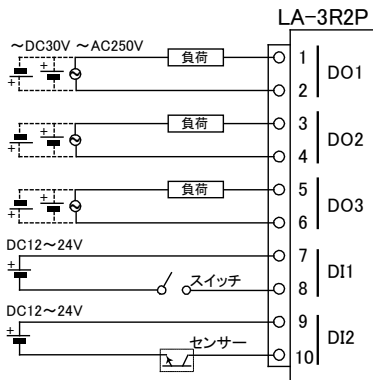 LA-3R2P
～DC30V ～AC250V
負荷
1
DO1
2
負荷
3
DO2
4
負荷
5
DO3
6
DC12～24V
7
DI1
スイッチ
8
DC12～24V
9
DI2
センサー
10